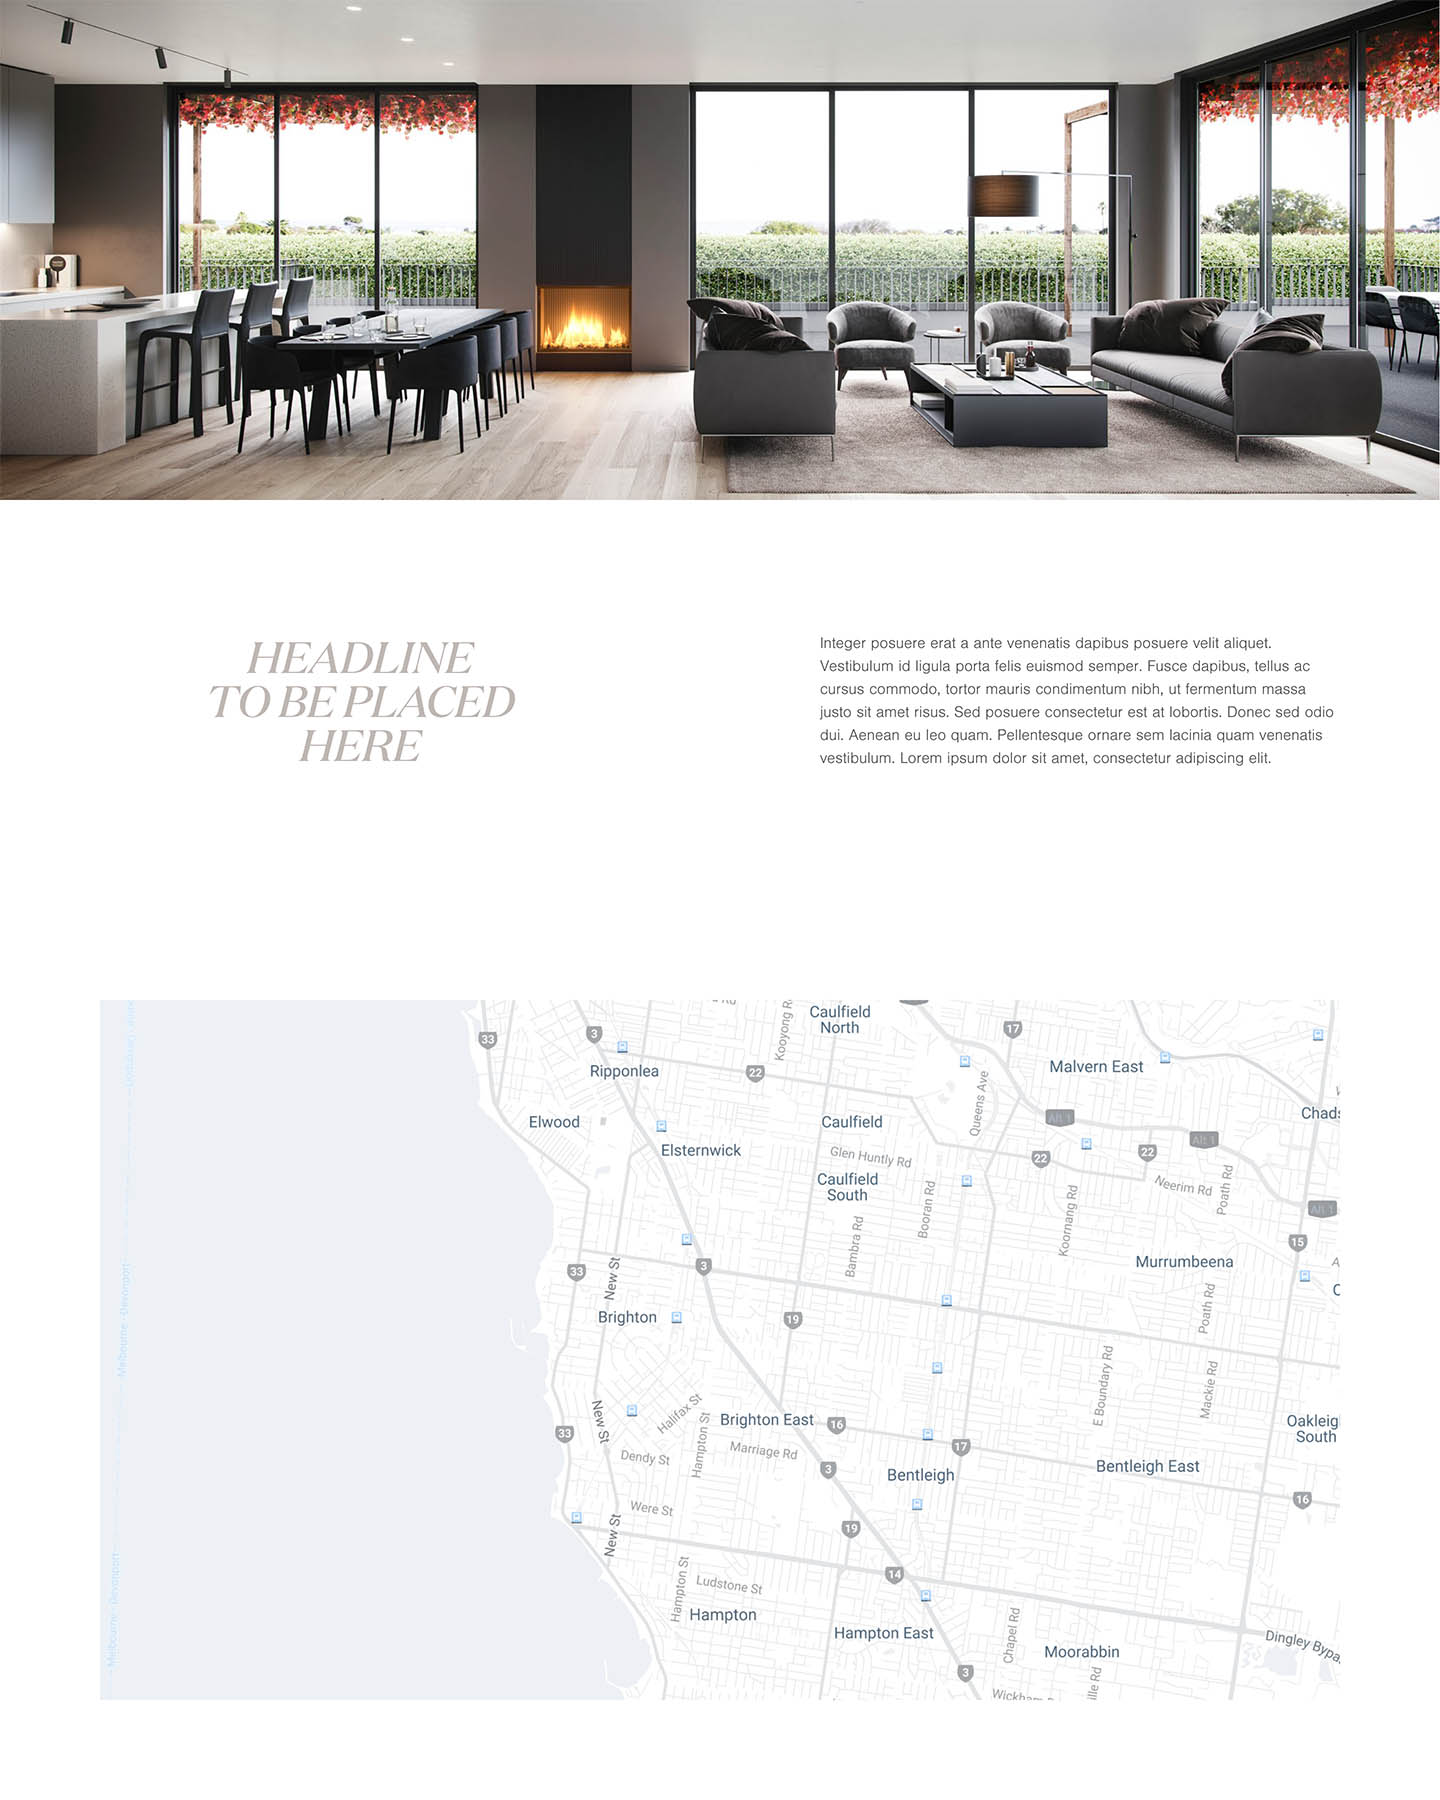 HEADLINE
TO BE PLACED
HERE
Integer posuere erat a ante venenatis dapibus posuere velit aliquet.
Vestibulum id ligula porta felis euismod semper. Fusce dapibus, tellus ac
cursus commodo, tortor mauris condimentum nibh, ut fermentum massa
justo sit amet risus. Sed posuere consectetur est at lobortis. Donec sed odio
dui. Aenean eu leo quam. Pellentesque ornare sem lacinia quam venenatis
vestibulum. Lorem ipsum dolor sit amet, consectetur adipiscing elit.
Caulfield
North
Kooyong R
33
3
17
Ripponlea
22
Malvern East
Queens Ave
Elwood
Caulfield
Alt 1
Chads
Elsternwick
Glen Huntly Rd
22
22
Alt 1
Caulfield
South
Neerim Rd
Poath Rd
Booran Rd
Koornang Rd
Alt 1
Bambra Rd
15
33
New St
3
Murrumbeena
Melbourne - Devonport
Brighton
19
Poath Rd
E Boundary Rd
Mackie Rd
Halifax St
33
New St
Hampton St
Brighton East
16
Oakleig
South
Marriage Rd
17
Dendy St
3
Bentleigh
Bentleigh East
Were St
16
New St
19
Melbourne - Devonport
14
Hampton St
Ludstone St
Hampton
Hampton East
Chapel Rd
Moorabbin
Dingley Bypa
3
Wickham
lle Rd